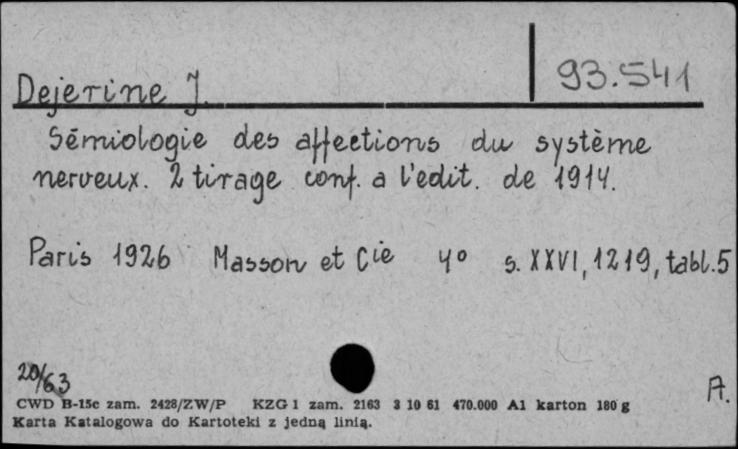 93.541
Dejerine J.
Sémiologie des affections du système
nerveux. 2 tirage conf. a l'edit. de 1914.
Paris 1926 Masson et Cie 4º s. XXVI, 1219, tabl. 5
20/63
A.
CWD B-15c zam. 2428/ZW/P KZG 1 zam. 2163 3 10 61 470.000 A1 karton 180 g
Karta Katalogowa do Kartoteki z jedną linią.